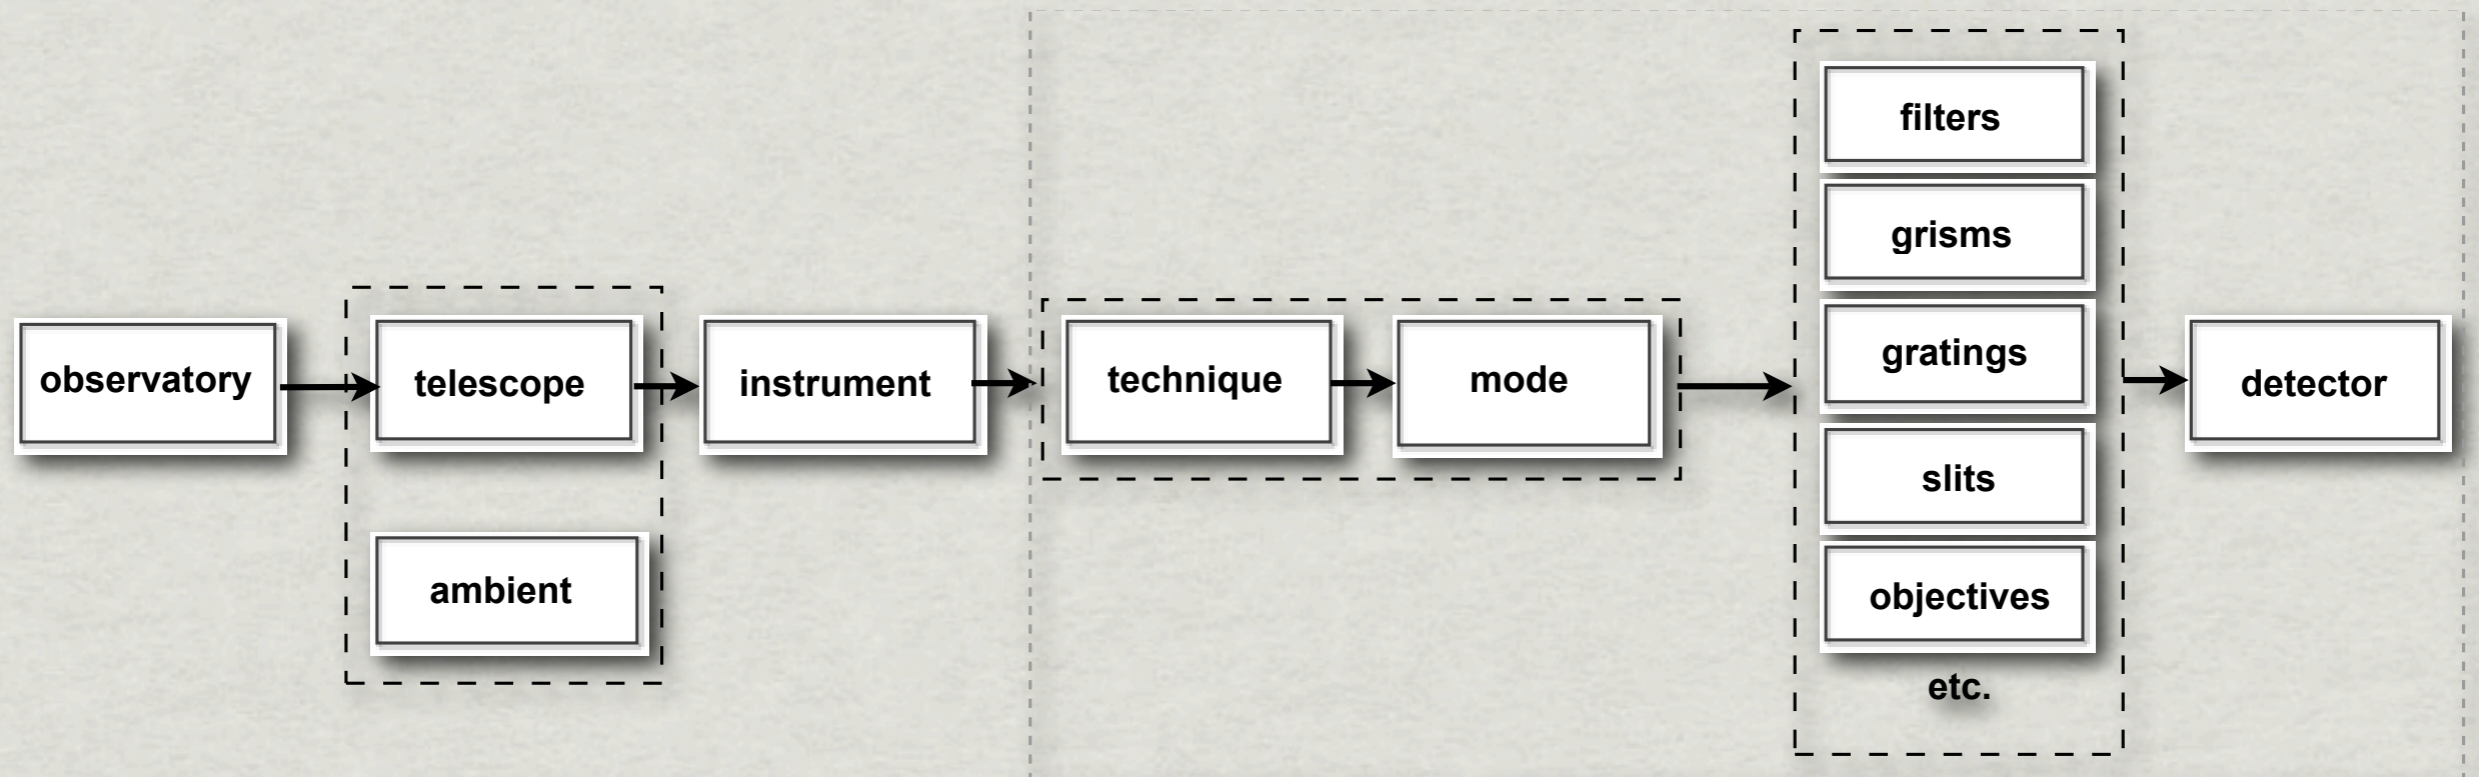 observatory
telescope
ambient
instrument
technique
mode
filters
grisms
gratings
slits
objectives
etc.
detector